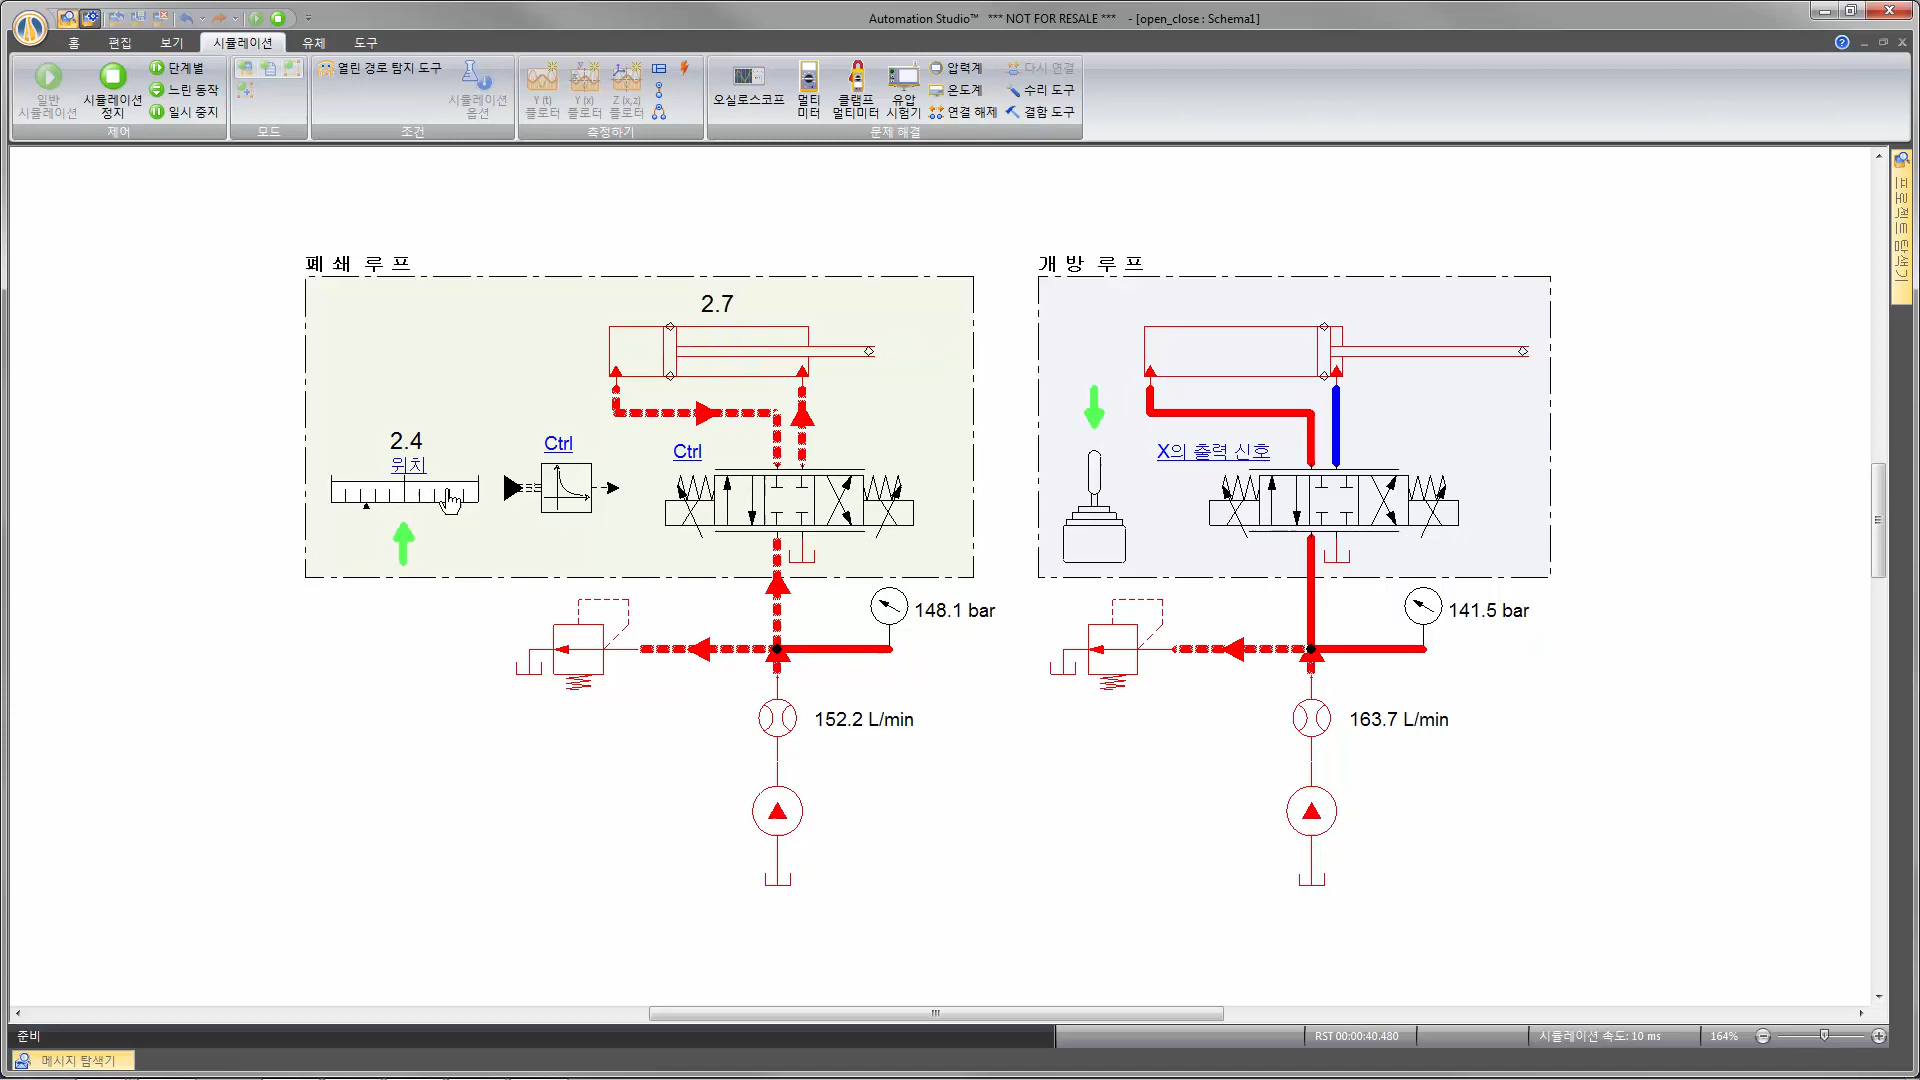 Automation Studio™ *** NOT FOR RESALE *** - [open_close : Schema1]
홈 편집 보기 시뮬레이션 유체 도구
일반 시뮬레이션
시뮬레이션 정지
단계별
느린 동작
일시 중지
제어
모드
열린 경로 탐지 도구
시뮬레이션 옵션
조건
Y (t) 플로터
Y (x) 플로터
Z (x,z) 플로터
측정하기
오실로스코프
멀티 미터
클램프 멀티미터
유압 시험기
압력계
온도계
연결 해제
다시 연결
수리 도구
결함 도구
문제 해결
프로젝트 탐색기
폐 쇄 루 프
개 방 루 프
2.7
2.4
위치
Ctrl
Ctrl
X의 출력 신호
148.1 bar
141.5 bar
152.2 L/min
163.7 L/min
준비
RST 00:00:40.480
시뮬레이션 속도: 10 ms
164%
메시지 탐색기